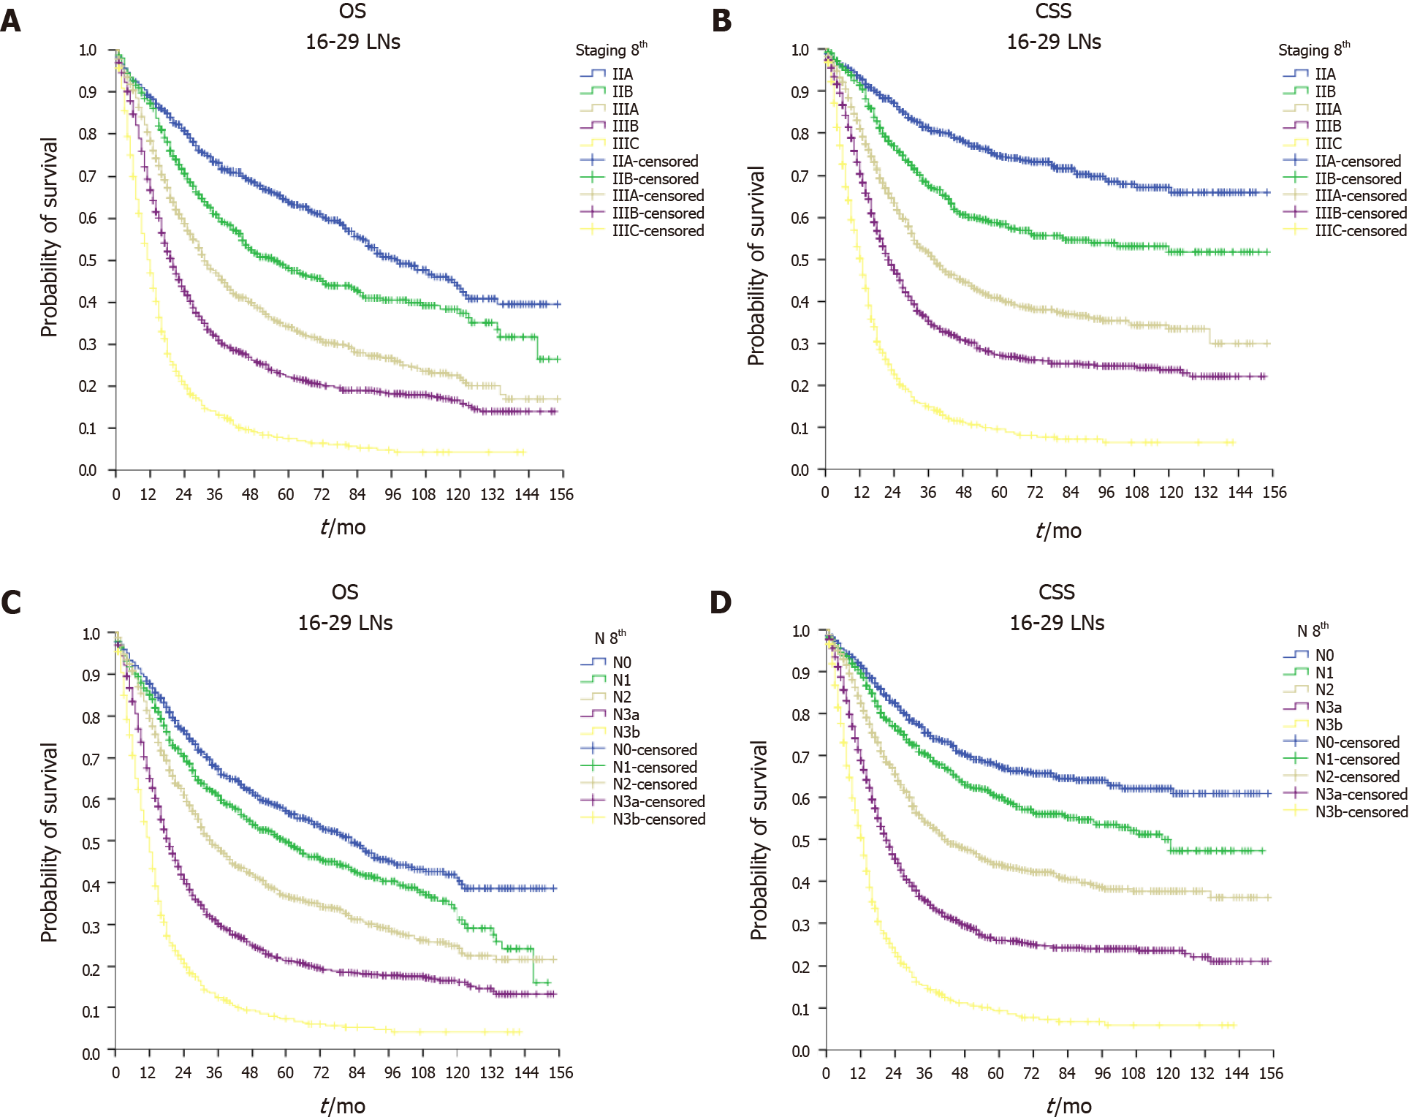 A
OS
16-29 LNs
Staging 8th
IIA
IIB
IIIA
IIIB
IIIC
IIA-censored
IIB-censored
IIIA-censored
IIIB-censored
IIIC-censored
Probably of survival
1.0
0.9
0.8
0.7
0.6
0.5
0.4
0.3
0.2
0.1
0.0
0 12 24 36 48 60 72 84 96 108 120 132 144 156
t/mo
B
CSS
16-29 LNs
Staging 8th
IIA
IIB
IIIA
IIIB
IIIC
IIA-censored
IIB-censored
IIIA-censored
IIIB-censored
IIIC-censored
Probability of survival
1.0
0.9
0.8
0.7
0.6
0.5
0.4
0.3
0.2
0.1
0.0
0 12 24 36 48 60 72 84 96 108 120 132 144 156
t/mo
C
OS
16-29 LNs
N 8th
N0
N1
N2
N3a
N3b
N0-censored
N1-censored
N2-censored
N3a-censored
N3b-censored
Probability of survival
1.0
0.9
0.8
0.7
0.6
0.5
0.4
0.3
0.2
0.1
0.0
0 12 24 36 48 60 72 84 96 108 120 132 144 156
t/mo
D
CSS
16-29 LNs
N 8th
N0
N1
N2
N3a
N3b
N0-censored
N1-censored
N2-censored
N3a-censored
N3b-censored
Probability of survival
1.0
0.9
0.8
0.7
0.6
0.5
0.4
0.3
0.2
0.1
0.0
0 12 24 36 48 60 72 84 96 108 120 132 144 156
t/mo